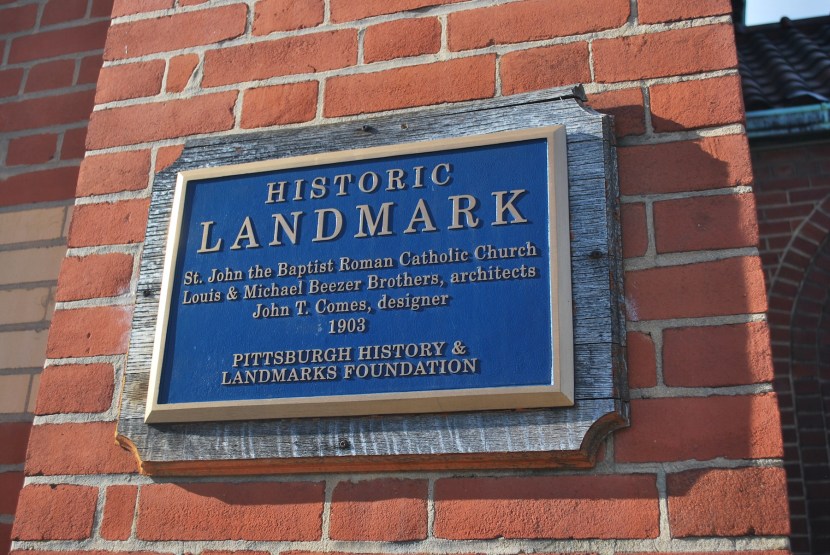 HISTORIC
LANDMARK
St. John the Baptist Roman Catholic Church
Louis & Michael Beezer Brothers, architects
John T. Comes, designer
1903
PITTSBURGH HISTORY &
LANDMARKS FOUNDATION